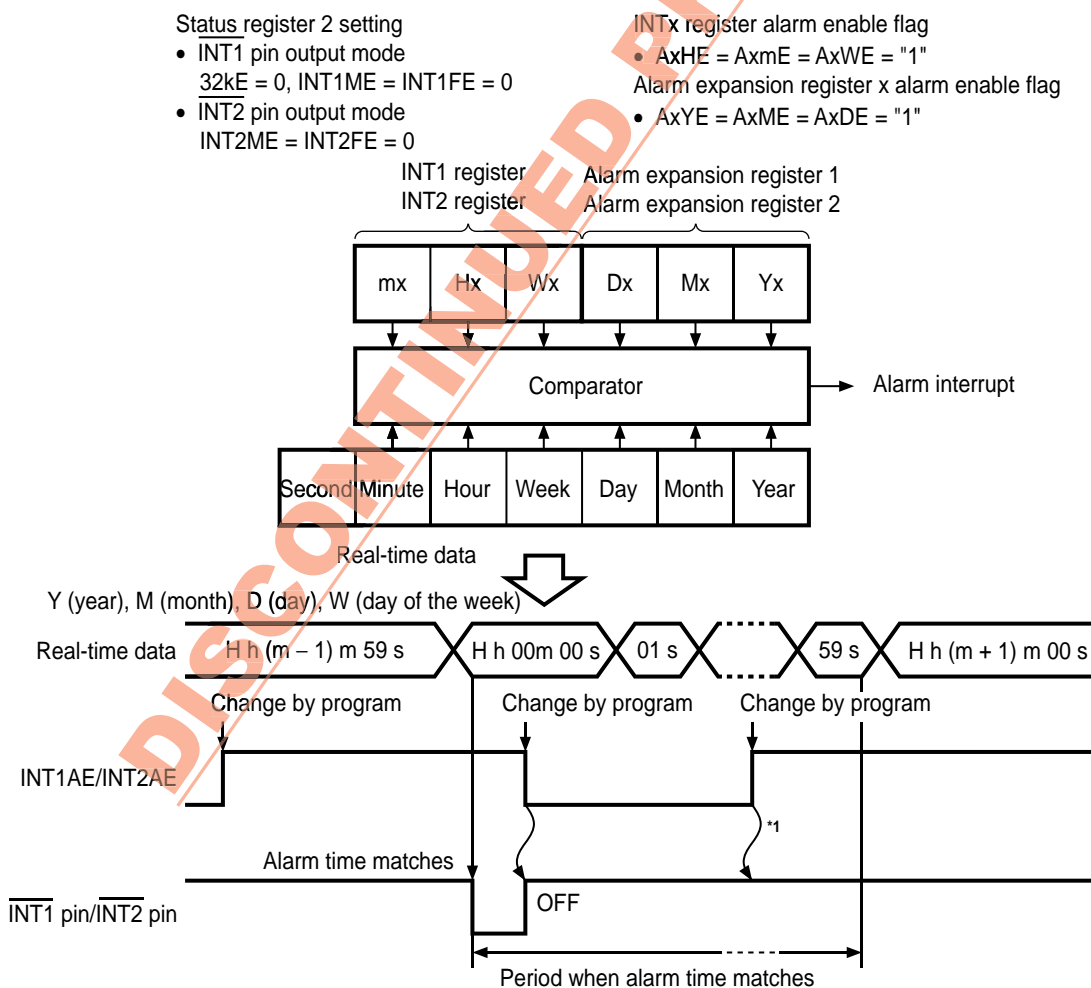 Status register 2 setting
• INT1 pin output mode
32kE = 0, INT1ME = INT1FE = 0
• INT2 pin output mode
INT2ME = INT2FE = 0
INTx register alarm enable flag
• AxHE = AxmE = AxWE = "1"
Alarm expansion register x alarm enable flag
• AxYE = AxME = AxDE = "1"
INT1 register
INT2 register
Alarm expansion register 1
Alarm expansion register 2
mx Hx Wx Dx Mx Yx
Comparator
Alarm interrupt
Second Minute Hour Week Day Month Year
Real-time data
Y (year), M (month), D (day), W (day of the week)
Real-time data
H h (m − 1) m 59 s
H h 00m 00 s
01 s
59 s
H h (m + 1) m 00 s
Change by program
Change by program
Change by program
INT1AE/INT2AE
*1
Alarm time matches
OFF
INT1 pin/INT2 pin
Period when alarm time matches
DISCONTINUED P